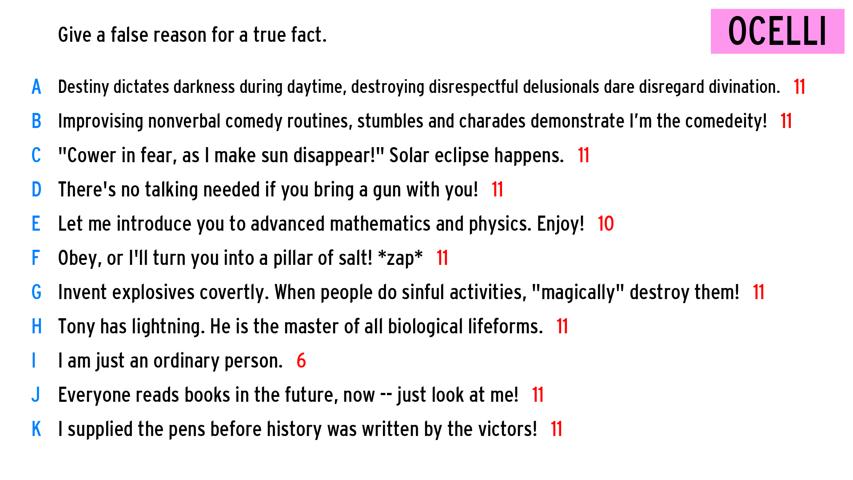 Give a false reason for a true fact.
OCELLI
A Destiny dictates darkness during daytime, destroying disrespectful delusionals dare disregard divination. 11
B Improvising nonverbal comedy routines, stumbles and charades demonstrate I'm the comedeity! 11
C "Cower in fear, as I make sun disappear!" Solar eclipse happens. 11
D There's no talking needed if you bring a gun with you! 11
E Let me introduce you to advanced mathematics and physics. Enjoy! 10
F Obey, or I'll turn you into a pillar of salt! *zap* 11
G Invent explosives covertly. When people do sinful activities, "magically" destroy them! 11
H Tony has lightning. He is the master of all biological lifeforms. 11
I I am just an ordinary person. 6
J Everyone reads books in the future, now -- just look at me! 11
K I supplied the pens before history was written by the victors! 11